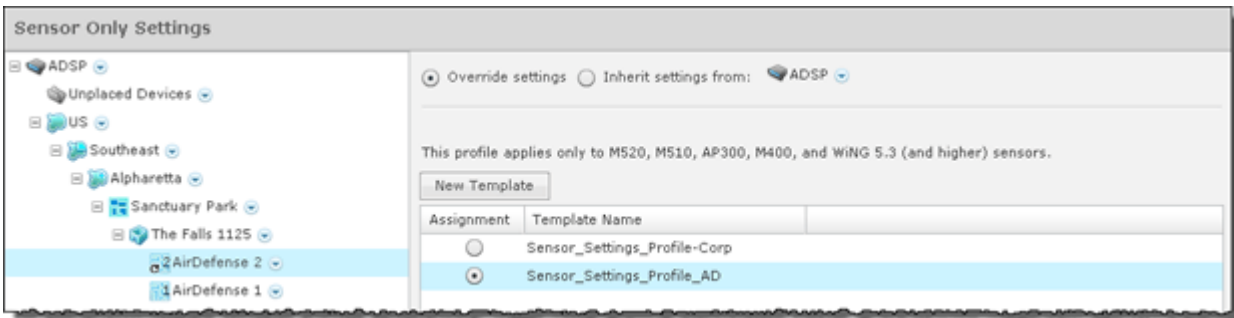 Sensor Only Settings
ADSP
Unplaced Devices
US
Southeast
Alpharetta
Sanctuary Park
The Falls 1125
2 AirDefense 2
1 AirDefense 1
Override settings Inherit settings from: ADSP
This profile applies only to M520, M510, AP300, M400, and WiNG 5.3 (and higher) sensors.
New Template
Assignment Template Name
Sensor_Settings_Profile-Corp
Sensor_Settings_Profile_AD